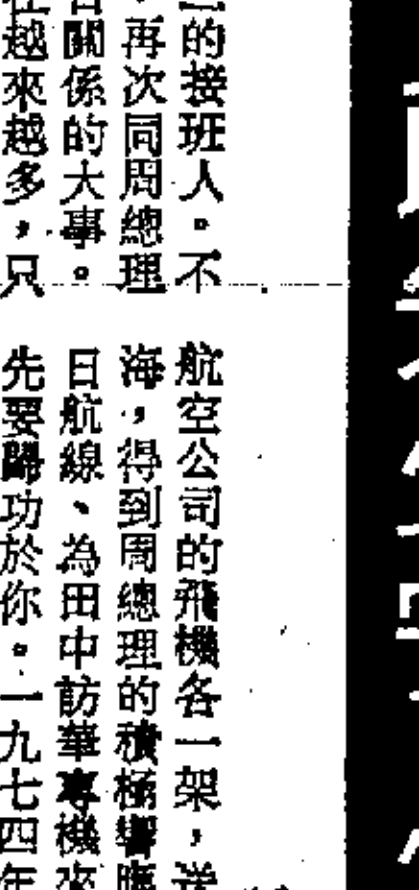 的接班人。不
再次同周總理
關係的大事。
越來越多，只
航空公司的飛機各一架，送
海，得到周總理的積極響應
日航線、為田中訪華專機來
先要歸功於你。一九七四年